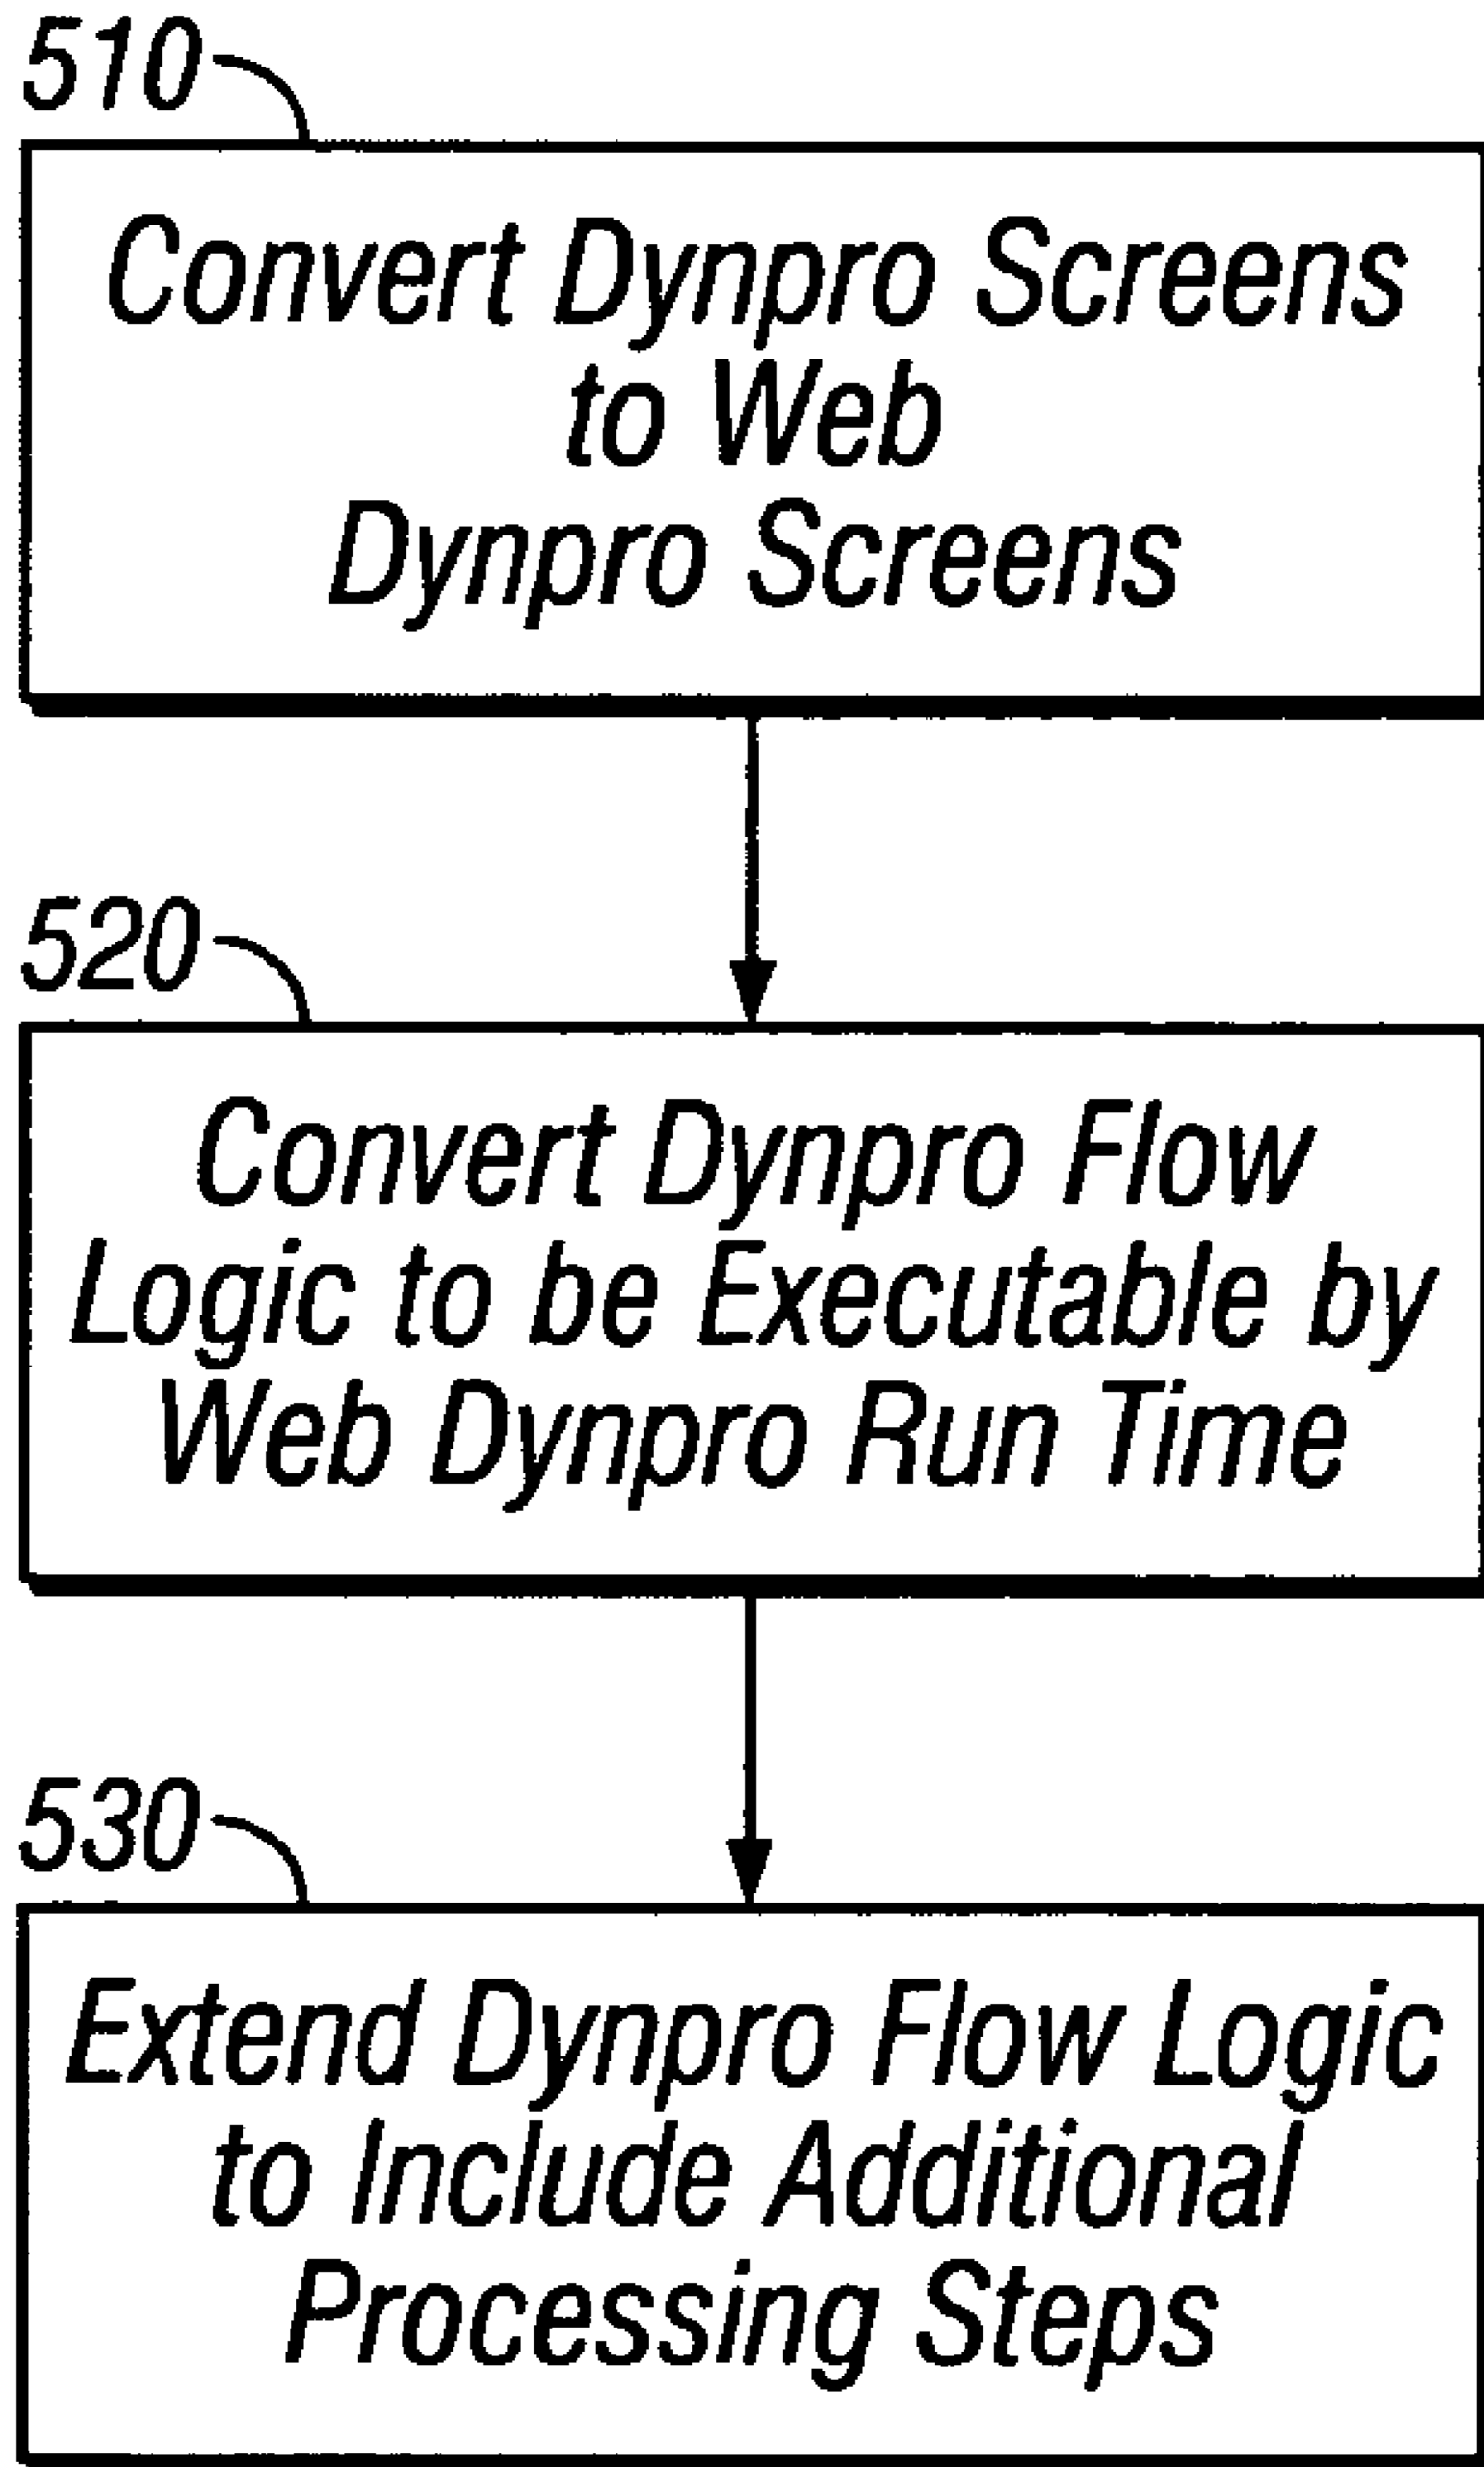 510
Convert Dynpro Screens
to Web
Dynpro Screens
520
Convert Dynpro Flow
Logic to be Executable by
Web Dynpro Run Time
530
Extend Dynpro Flow Logic
to Include Additional
Processing Steps